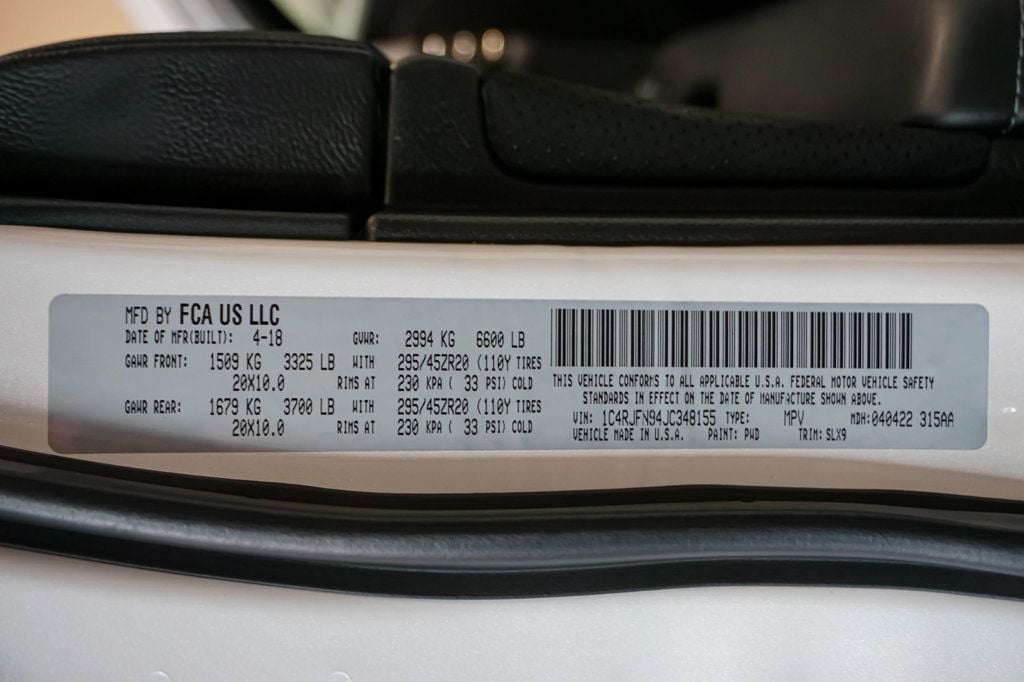 MFD BY FCA US LLC
DATE OF MFR(BUILT): 4-18 GVWR: 2994 KG 6600 LB
GAWR FRONT: 1509 KG 3325 LB WITH 295/45ZR20 (110Y TIRES
20X10.0 RIMS AT 230 KPA ( 33 PSI) COLD
GAWR REAR: 1679 KG 3700 LB WITH 295/45ZR20 (110Y TIRES
20X10.0 RIMS AT 230 KPA ( 33 PSI) COLD
THIS VEHICLE CONFORMS TO ALL APPLICABLE U.S.A. FEDERAL MOTOR VEHICLE SAFETY
STANDARDS IN EFFECT ON THE DATE OF MANUFACTURE SHOWN ABOVE.
VIN: 1C4RJFN94JC348155 TYPE: MPV MDH:040422 315AA
VEHICLE MADE IN U.S.A. PAINT: PWD TRIM: SLX9